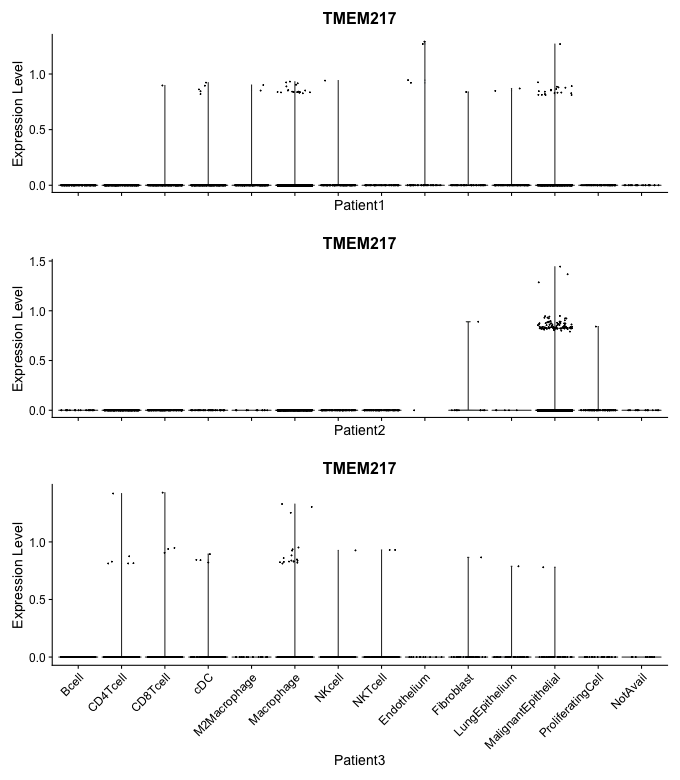 TMEM217
Expression Level
1.0
0.5
0.0
Patient1
TMEM217
Expression Level
1.5
1.0
0.5
0.0
Patient2
TMEM217
Expression Level
1.0
0.5
0.0
Bcell
CD4Tcell
CD8Tcell
cDC
M2Macrophage
Macrophage
NKcell
NKTcell
Endothelium
Fibroblast
LungEpithelium
MalignantEpithelial
ProliferatingCell
NotAvail
Patient3